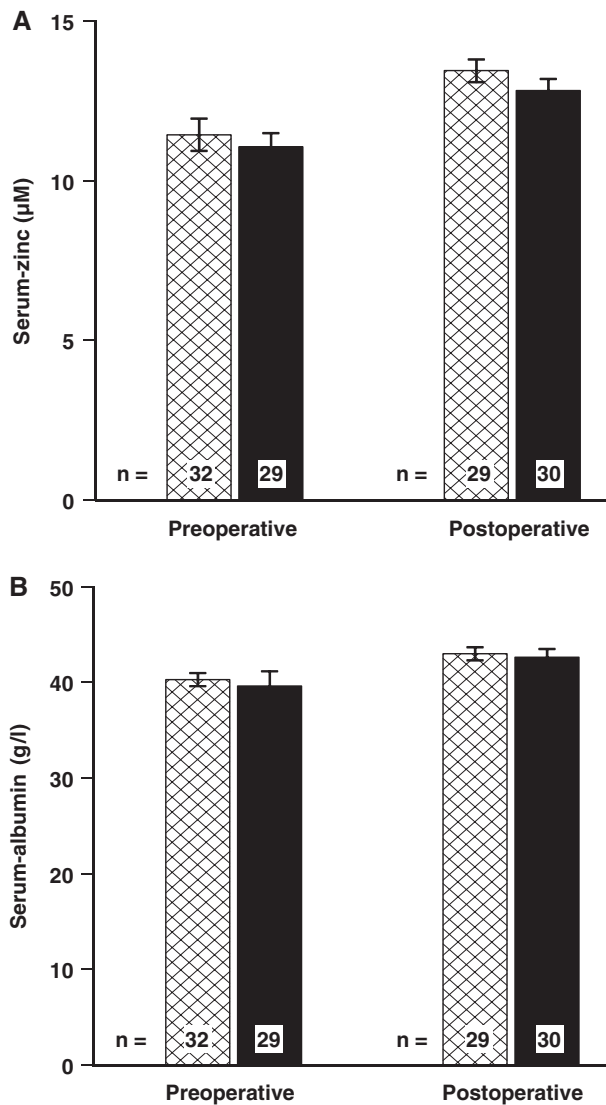 A
15
10
5
0
Serum-zinc (μM)
n = 32 29 n = 29 30
Preoperative Postoperative
B
50
40
30
20
10
0
Serum-albumin (g/l)
n = 32 29 n = 29 30
Preoperative Postoperative